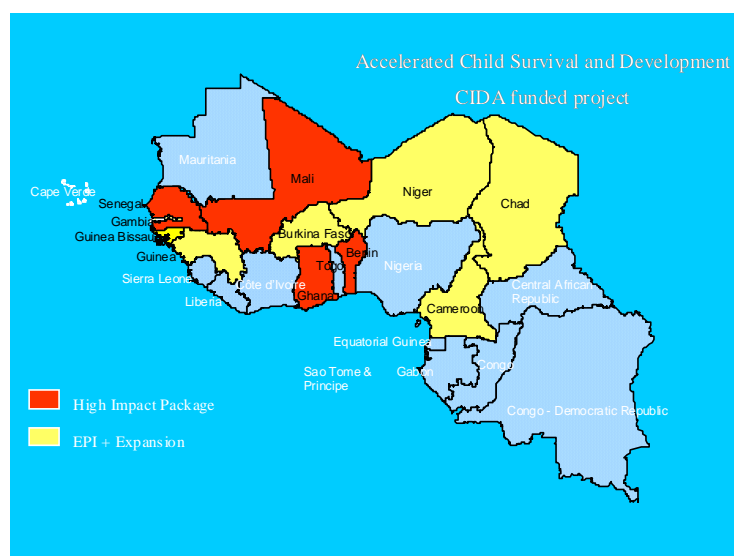 Accelerated Child Survival and Development
CIDA funded project
Mauritania
Mali
Cape Verde
Niger
Chad
Senegal
Gambia
Burkina Faso
Guinea Bissau
Benin
Guinea
Togo
Nigeria
Sierra Leone
Côte d'Ivoire
Central African
Republic
Liberia
Ghana
Cameroon
Equatorial Guinea
Sao Tome &
Principe
Gabon
Congo
High Impact Package
Congo - Democratic Republic
EPI + Expansion